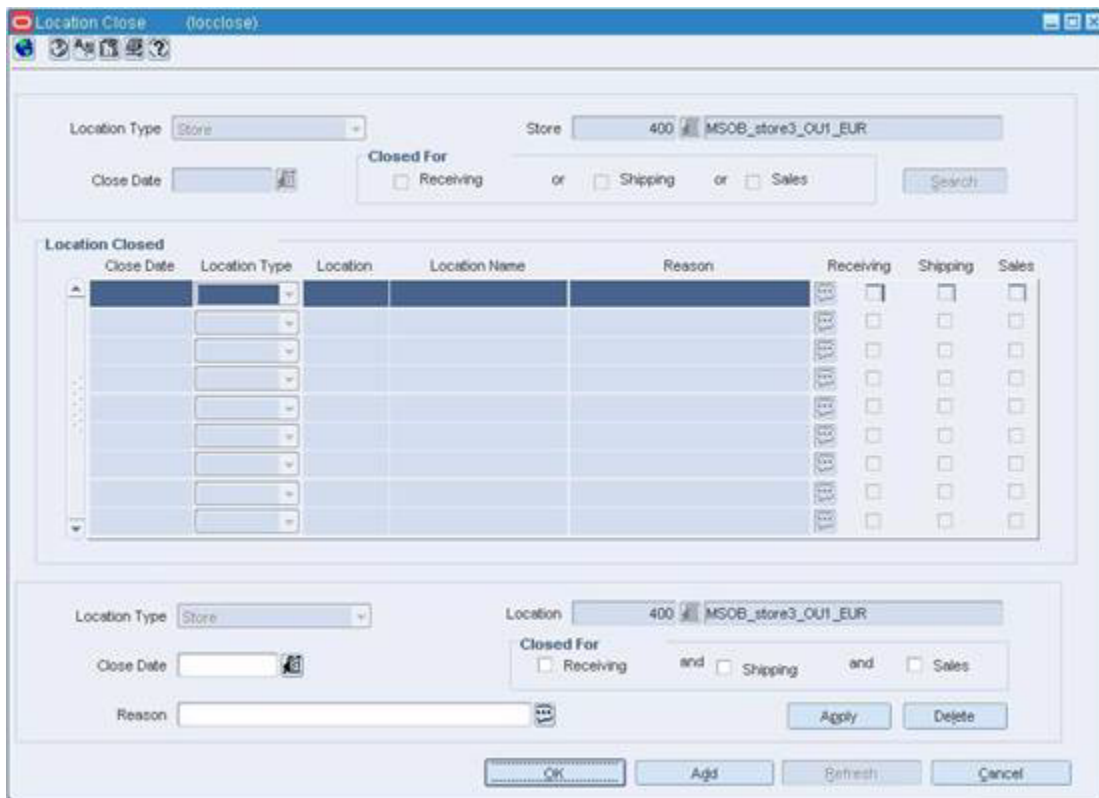 Location Close (locclose)
Location Type Store Store 400 MSOB_store3_OU1_EUR
Closed For
Close Date Receiving or Shipping or Sales Search
Location Closed
Close Date Location Type Location Location Name Reason Receiving Shipping Sales
Location Type Store Location 400 MSOB_store3_OU1_EUR
Closed For
Close Date Receiving and Shipping and Sales
Reason Apply Delete
OK Add Refresh Cancel